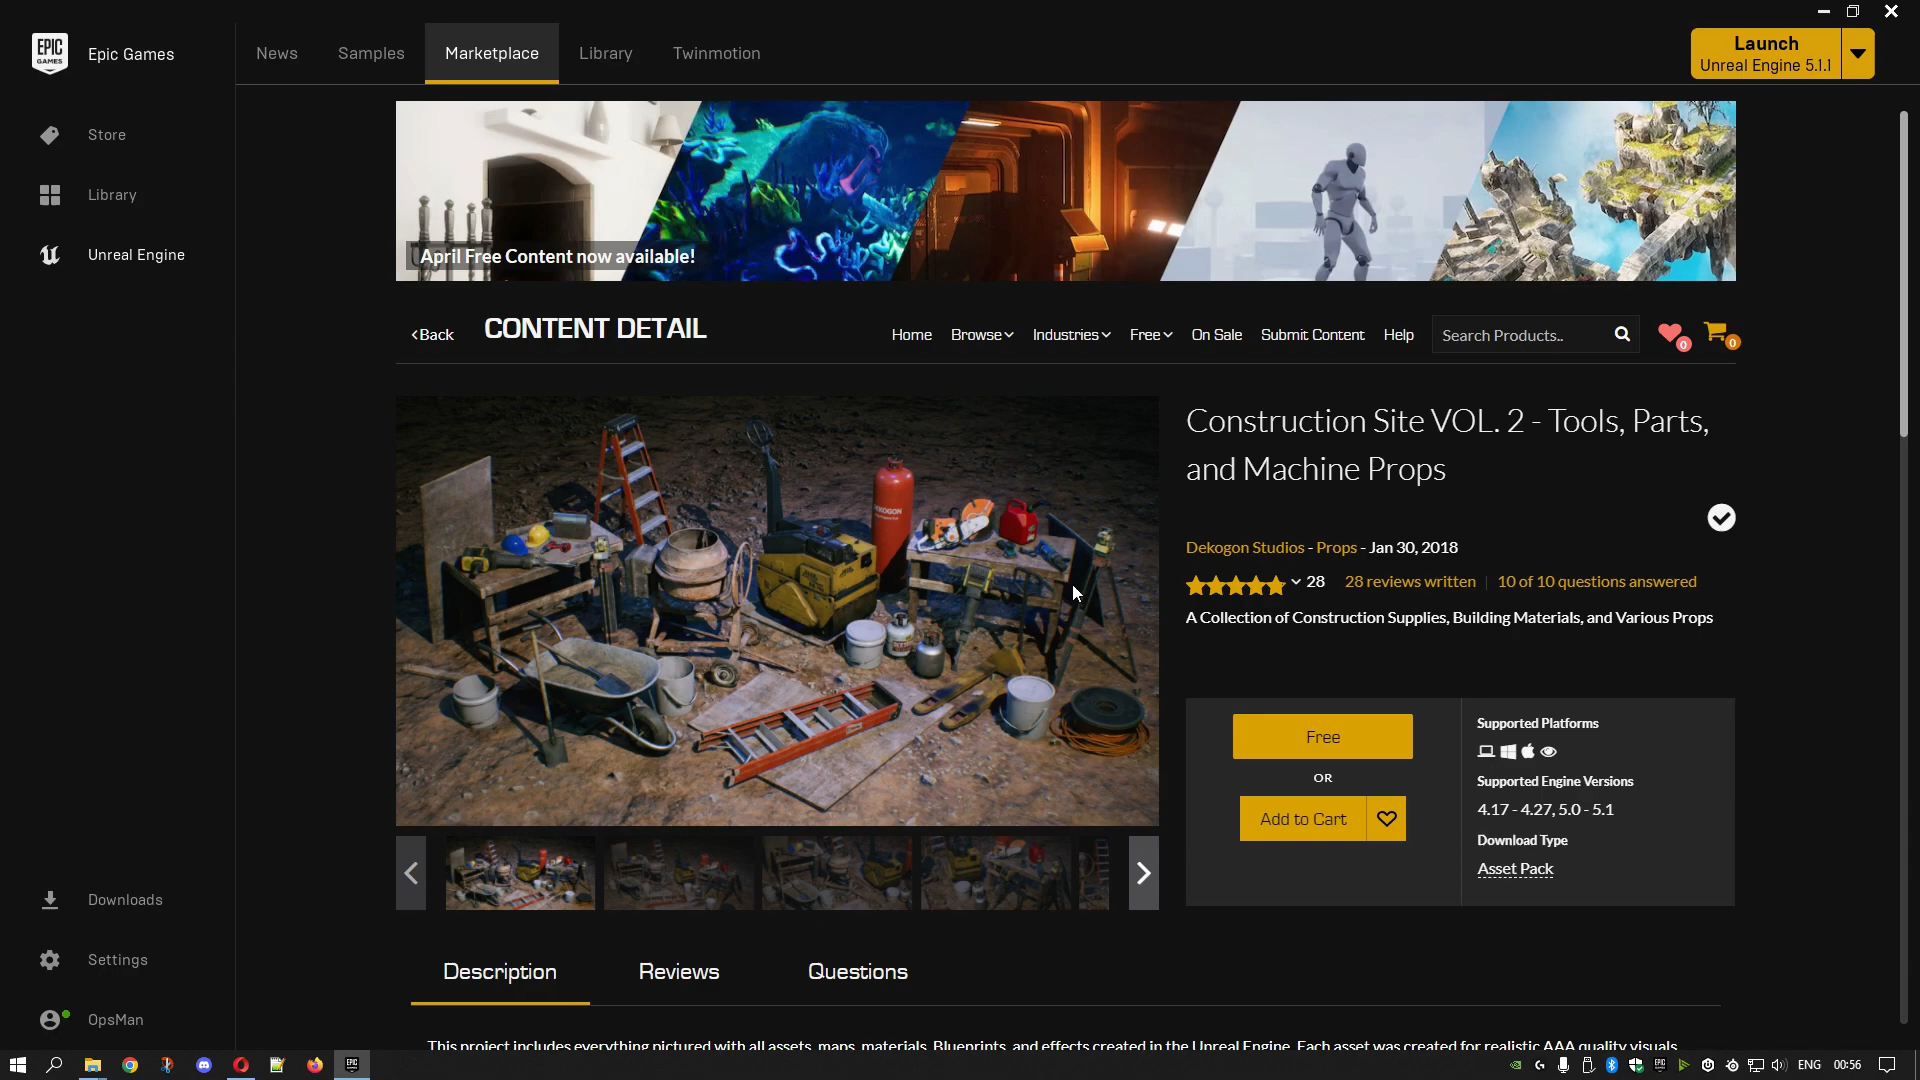 EPIC
GAMES
Epic Games
News
Samples
Marketplace
Library
Twinmotion
Launch
Unreal Engine 5.1.1
Store
Library
Unreal Engine
April Free Content now available!
Back
CONTENT DETAIL
Home
Browse
Industries
Free
On Sale
Submit Content
Help
Search Products..
0
0
DEKOGON
Construction Site VOL. 2 - Tools, Parts,
and Machine Props
Dekogon Studios - Props - Jan 30, 2018
28
28 reviews written
10 of 10 questions answered
A Collection of Construction Supplies, Building Materials, and Various Props
Free
OR
Add to Cart
Supported Platforms
Supported Engine Versions
4.17 - 4.27, 5.0 - 5.1
Download Type
Asset Pack
Description
Reviews
Questions
This project includes everything pictured with all assets, maps, materials, Blueprints, and effects created in the Unreal Engine. Each asset was created for realistic AAA quality visuals,
Downloads
Settings
OpsMan
ENG
00:56